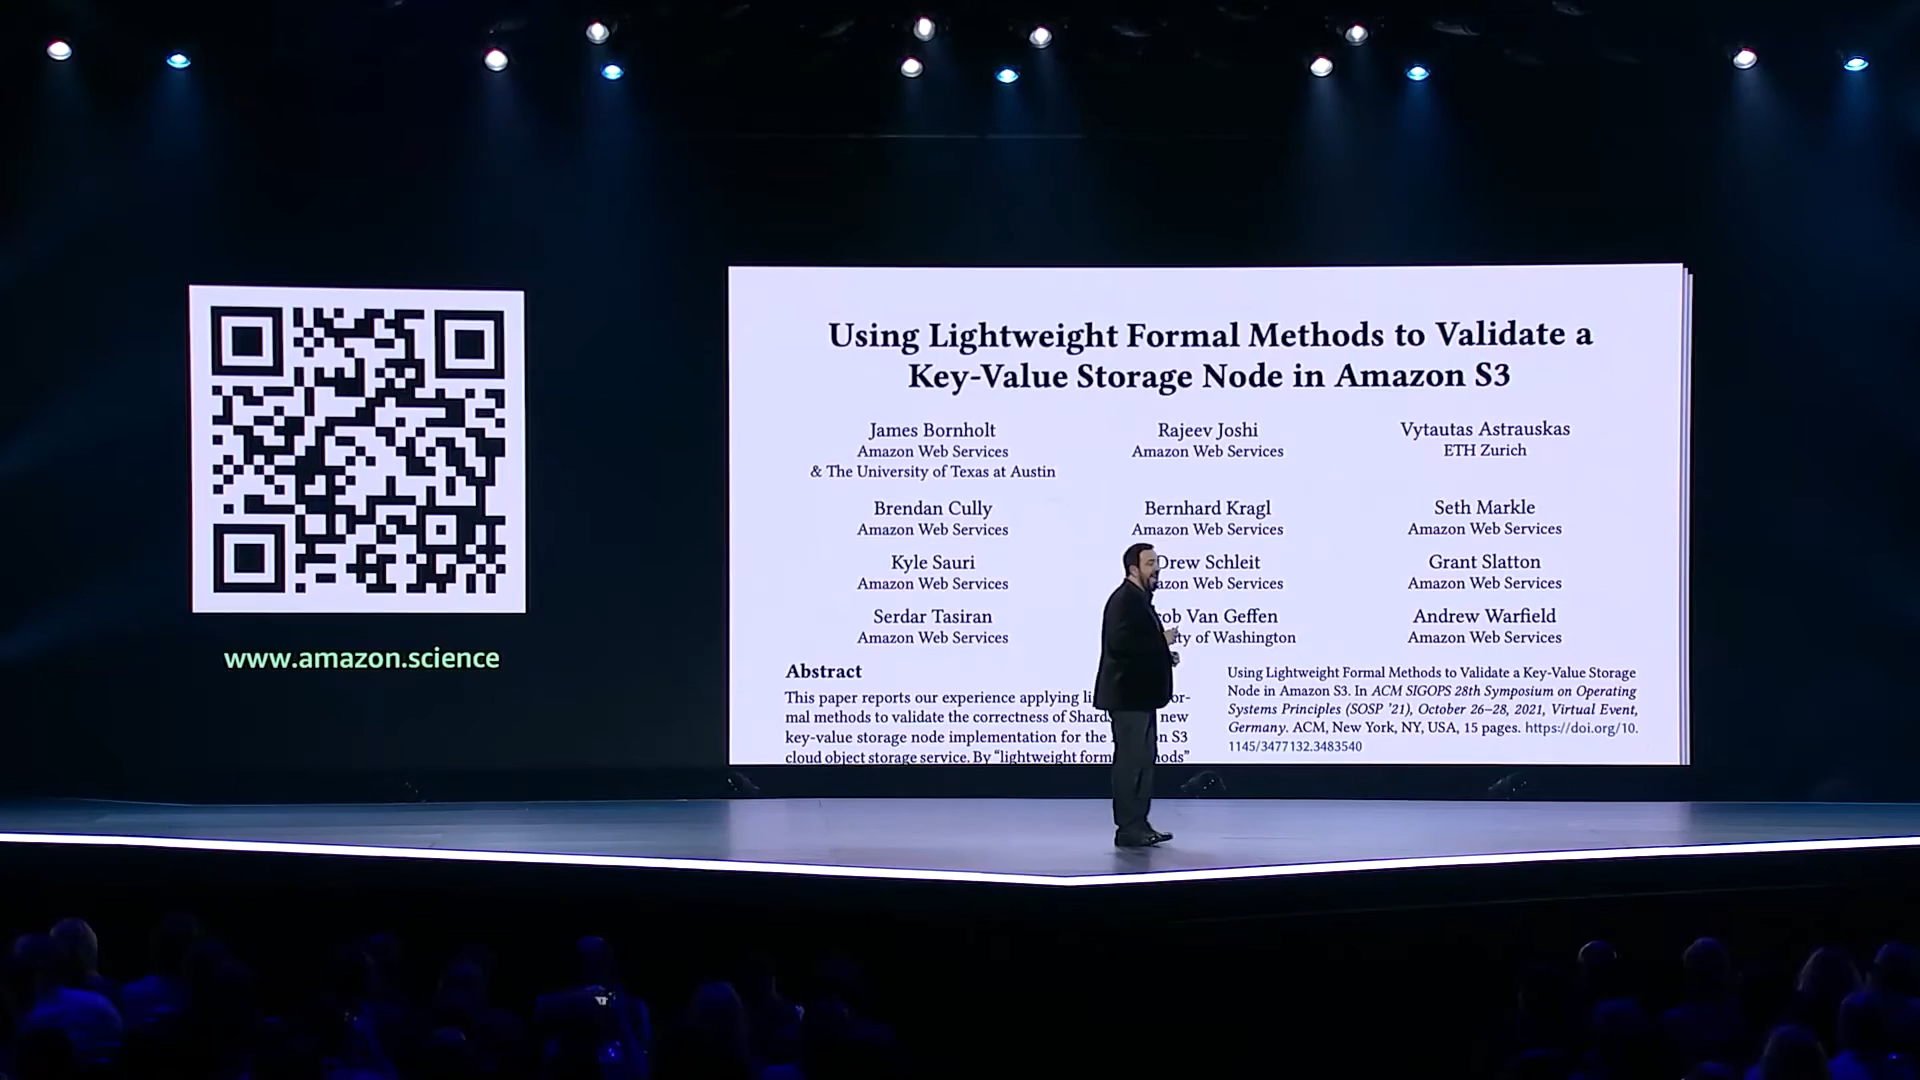 www.amazon.science
Using Lightweight Formal Methods to Validate a
Key-Value Storage Node in Amazon S3
James Bornholt
Amazon Web Services
& The University of Texas at Austin
Rajeev Joshi
Amazon Web Services
Vytautas Astrauskas
ETH Zurich
Brendan Cully
Amazon Web Services
Bernhard Kragl
Amazon Web Services
Seth Markle
Amazon Web Services
Kyle Sauri
Amazon Web Services
Drew Schleit
Web Services
Grant Slatton
Amazon Web Services
Serdar Tasiran
Amazon Web Services
Van Geffen
of Washington
Andrew Warfield
Amazon Web Services
Abstract
This paper reports our experience applying
mal methods to validate the correctness of new
key-value storage node implementation for the S3
cloud object storage service. By “lightweight
Using Lightweight Formal Methods to Validate a Key-Value Storage
Node in Amazon S3. In ACM SIGOPS 28th Symposium on Operating
Systems Principles (SOSP ’21), October 26–28, 2021, Virtual Event,
Germany. ACM, New York, NY, USA, 15 pages. https://doi.org/10.
1145/3477132.3483540